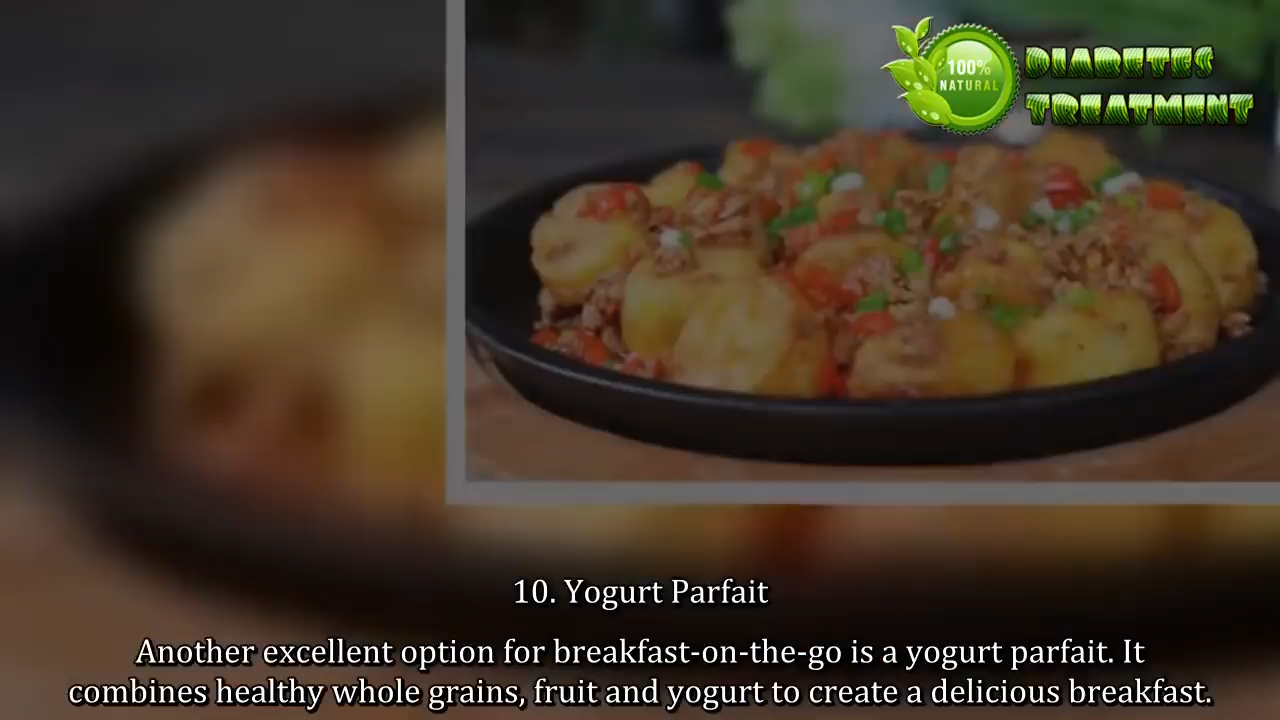 100%
NATURAL
DIABETES
TREATMENT
10. Yogurt Parfait
Another excellent option for breakfast-on-the-go is a yogurt parfait. It
combines healthy whole grains, fruit and yogurt to create a delicious breakfast.